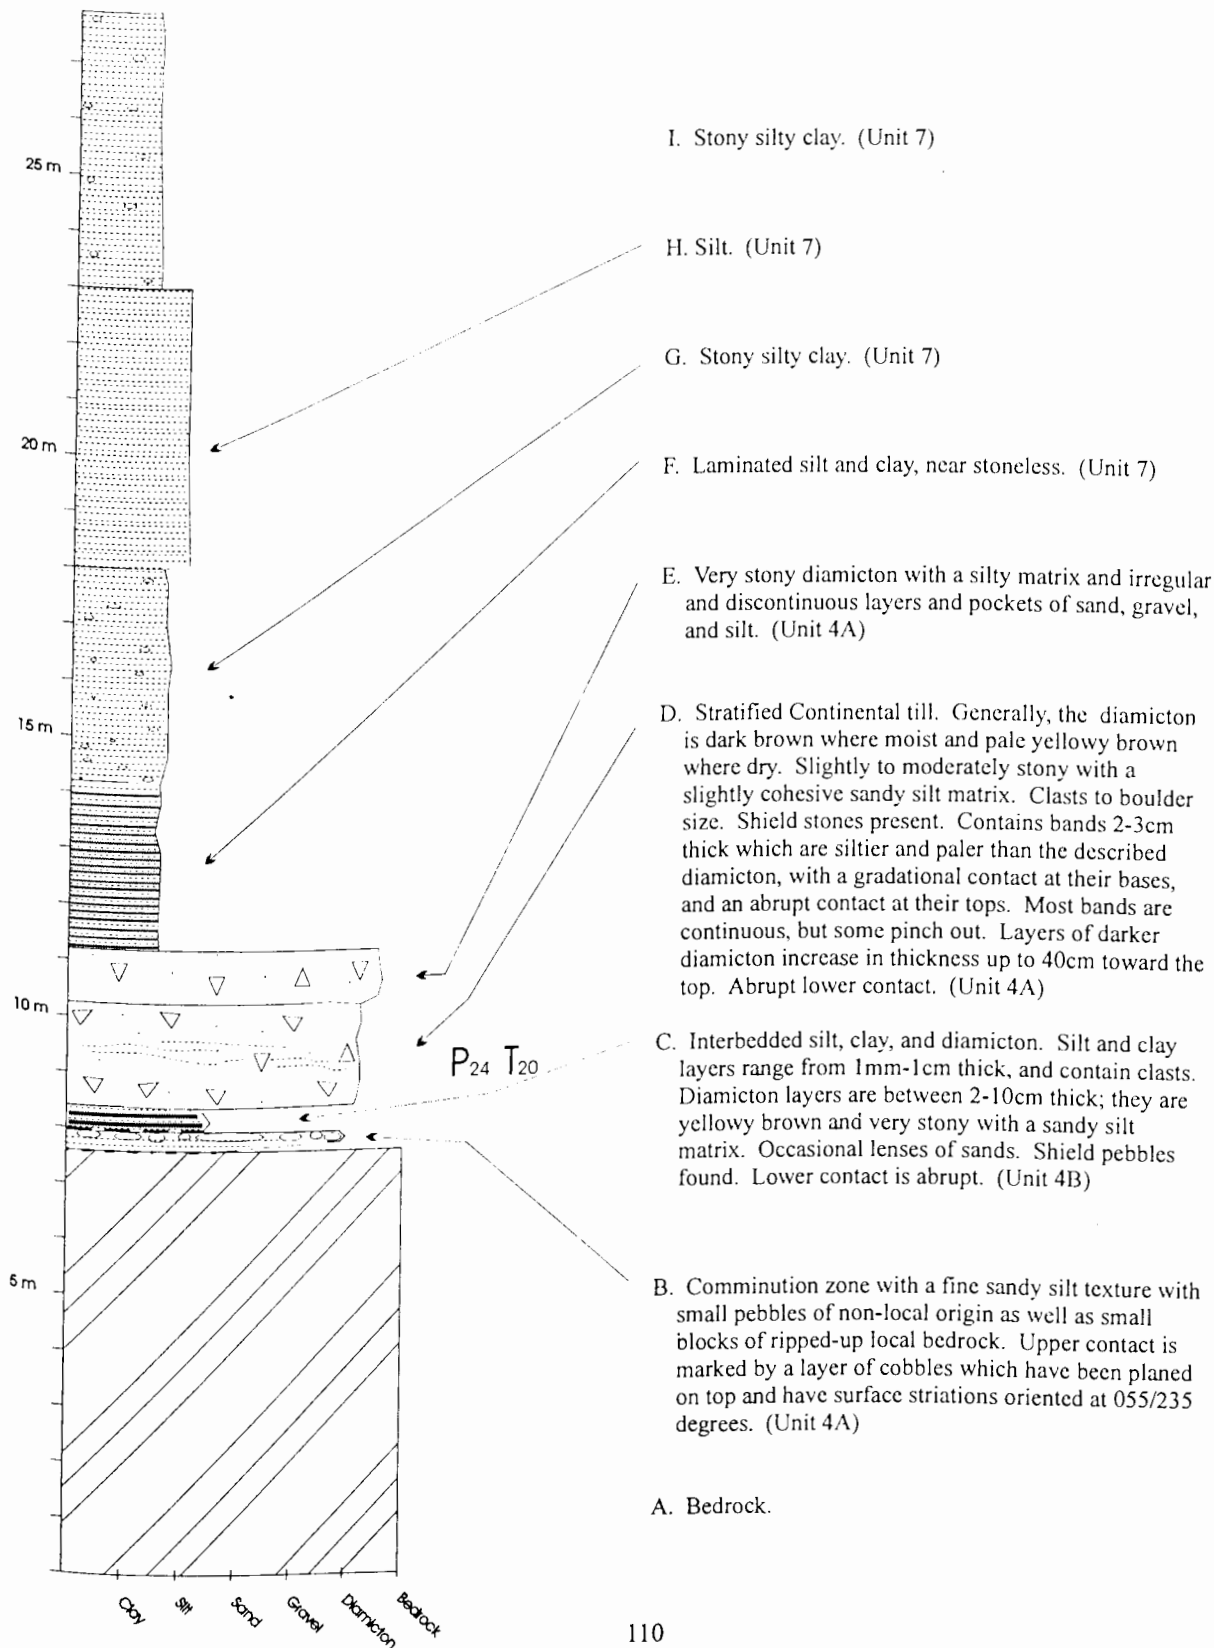 25 m
20 m
15 m
10 m
5 m
Clay
Silt
Sand
Gravel
Diamicton
Bedrock
P24 T20
I. Stony silty clay. (Unit 7)
H. Silt. (Unit 7)
G. Stony silty clay. (Unit 7)
F. Laminated silt and clay, near stoneless. (Unit 7)
E. Very stony diamicton with a silty matrix and irregular
and discontinuous layers and pockets of sand, gravel,
and silt. (Unit 4A)
D. Stratified Continental till. Generally, the diamicton
is dark brown where moist and pale yellowy brown
where dry. Slightly to moderately stony with a
slightly cohesive sandy silt matrix. Clasts to boulder
size. Shield stones present. Contains bands 2-3cm
thick which are siltier and paler than the described
diamicton, with a gradational contact at their bases,
and an abrupt contact at their tops. Most bands are
continuous, but some pinch out. Layers of darker
diamicton increase in thickness up to 40cm toward the
top. Abrupt lower contact. (Unit 4A)
C. Interbedded silt, clay, and diamicton. Silt and clay
layers range from 1mm-1cm thick, and contain clasts.
Diamicton layers are between 2-10cm thick; they are
yellowy brown and very stony with a sandy silt
matrix. Occasional lenses of sands. Shield pebbles
found. Lower contact is abrupt. (Unit 4B)
B. Comminution zone with a fine sandy silt texture with
small pebbles of non-local origin as well as small
blocks of ripped-up local bedrock. Upper contact is
marked by a layer of cobbles which have been planed
on top and have surface striations oriented at 055/235
degrees. (Unit 4A)
A. Bedrock.
110